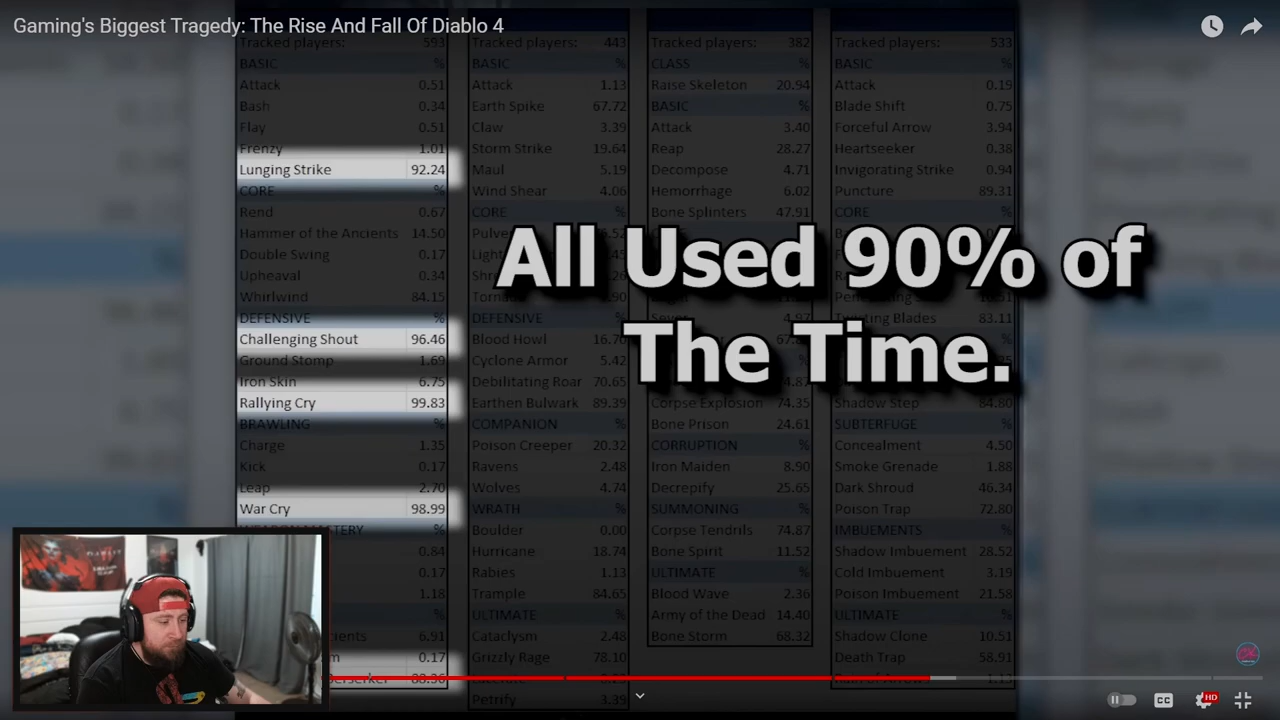 Gaming's Biggest Tragedy: The Rise And Fall Of Diablo 4
Tracked players: 593
BASIC %
Attack 0.51
Bash 0.34
Flay 0.51
Frenzy 1.01
Lunging Strike 92.24
CORE %
Rend 0.67
Hammer of the Ancients 14.50
Double Swing 0.17
Upheaval 0.34
Whirlwind 84.15
DEFENSIVE %
Challenging Shout 96.46
Ground Stomp 1.69
Iron Skin 6.75
Rallying Cry 99.83
BRAWLING %
Charge 1.35
Kick 0.17
Leap 2.70
War Cry 98.99
0.84
0.17
1.18
6.91
0.17
Tracked players: 443
BASIC %
Attack 1.13
Earth Spike 67.72
Claw 3.39
Storm Strike 19.64
Maul 5.19
Wind Shear 4.06
CORE %
DEFENSIVE
Blood Howl
Cyclone Armor 5.42
Debilitating Roar 70.65
Earthen Bulwark 89.39
COMPANION %
Poison Creeper 20.32
Ravens 2.48
Wolves 4.74
WRATH %
Boulder 0.00
Hurricane 18.74
Rabies 1.13
Trample 84.65
ULTIMATE %
Cataclysm 2.48
Grizzly Rage 78.10
Petrify 3.39
Tracked players: 382
CLASS %
Raise Skeleton 20.94
BASIC %
Attack 3.40
Reap 28.27
Decompose 4.71
Hemorrhage 6.02
Bone Splinters 47.91
Corpse Explosion 74.35
Bone Prison 24.61
CORRUPTION %
Iron Maiden 8.90
Decrepify 25.65
SUMMONING %
Corpse Tendrils 74.87
Bone Spirit 11.52
ULTIMATE %
Blood Wave 2.36
Army of the Dead 14.40
Bone Storm 68.32
Tracked players: 533
BASIC %
Attack 0.19
Blade Shift 0.75
Forceful Arrow 3.94
Heartseeker 0.38
Invigorating Strike 0.94
Puncture 89.31
CORE %
Blades 83.11
Shadow Step 84.80
SUBTERFUGE %
Concealment 4.50
Smoke Grenade 1.88
Dark Shroud 46.34
Poison Trap 72.80
IMBUEMENTS %
Shadow Imbuement 28.52
Cold Imbuement 3.19
Poison Imbuement 21.58
ULTIMATE %
Shadow Clone 10.51
Death Trap 58.91
All Used 90% of
The Time.
CC
HD